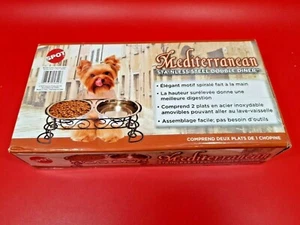 SPOT
Mediterranean
STAINLESS STEEL DOUBLE DINER
• Élégant motif spiralé fait à la main
• La hauteur surélevée donne une
meilleure digestion
• Comprend 2 plats en acier inoxydable
amovibles pouvant aller au lave-vaisselle
• Assemblage facile; pas besoin d'outils
COMPREND DEUX PLATS DE 1 CHOPINE
Mediterranean